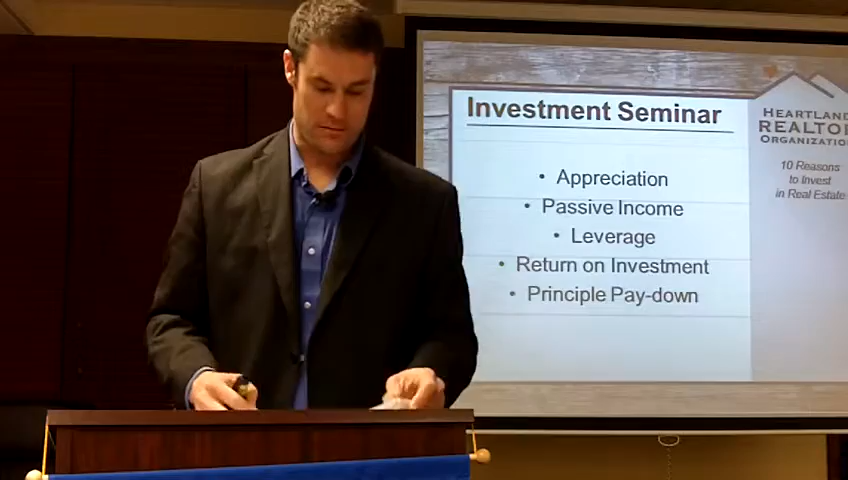 Investment Seminar
• Appreciation
• Passive Income
• Leverage
• Return on Investment
• Principle Pay-down
HEARTLAND
REALTOR
ORGANIZATIO
10 Reasons
to Invest
in Real Estate